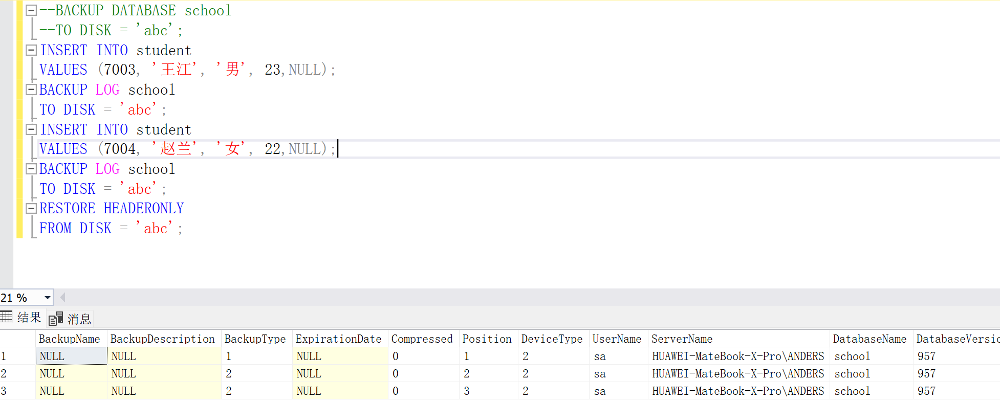 --BACKUP DATABASE school
--TO DISK = 'abc';
INSERT INTO student
VALUES (7003, '王江', '男', 23,NULL);
BACKUP LOG school
TO DISK = 'abc';
INSERT INTO student
VALUES (7004, '赵兰', '女', 22,NULL);
BACKUP LOG school
TO DISK = 'abc';
RESTORE HEADERONLY
FROM DISK = 'abc';
21 %
结果 消息
BackupName BackupDescription BackupType ExpirationDate Compressed Position DeviceType UserName ServerName DatabaseName DatabaseVersio
1 NULL NULL 1 NULL 0 1 2 sa HUAWEI-MateBook-X-Pro\ANDERS school 957
2 NULL NULL 2 NULL 0 2 2 sa HUAWEI-MateBook-X-Pro\ANDERS school 957
3 NULL NULL 2 NULL 0 3 2 sa HUAWEI-MateBook-X-Pro\ANDERS school 957